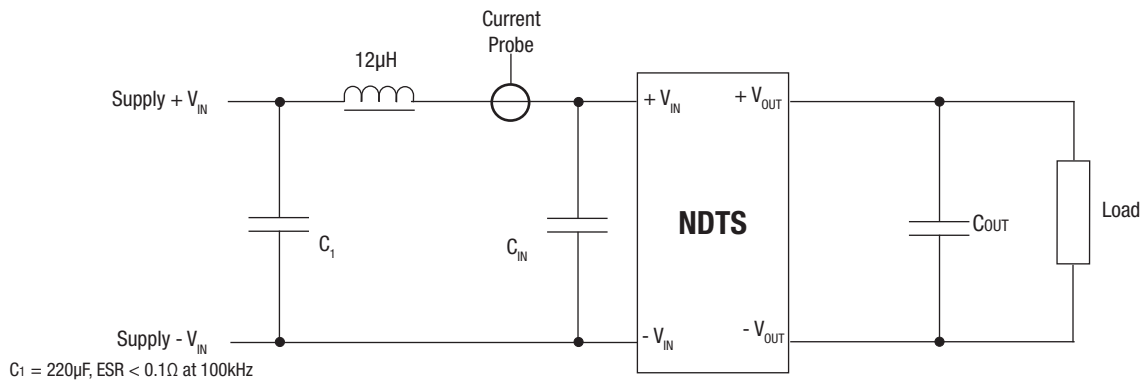 Current
Probe
12µH
Supply + VIN
+ VIN
+ VOUT
NDTS
C1
CIN
COUT
Load
Supply - VIN
- VIN
- VOUT
C1 = 220µF, ESR < 0.1Ω at 100kHz